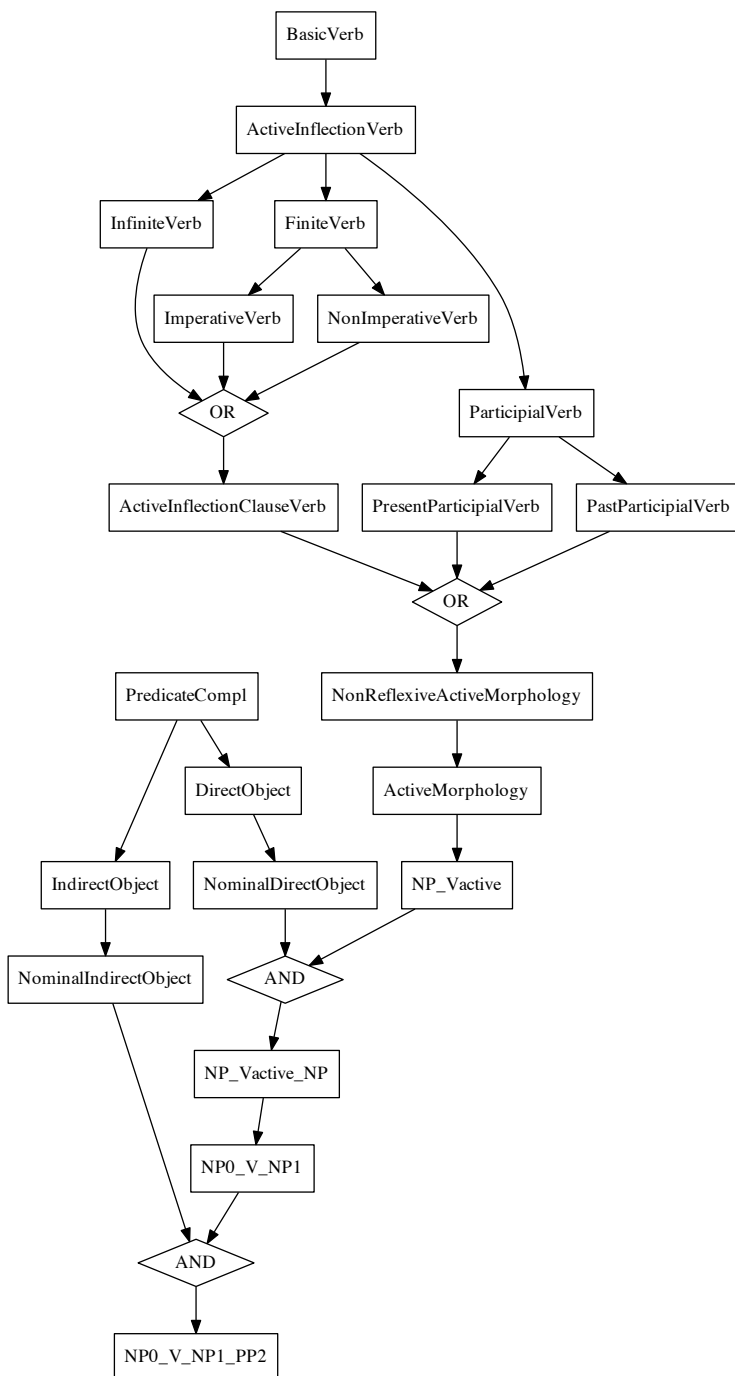 BasicVerb
ActiveInflectionVerb
InfiniteVerb
FiniteVerb
ImperativeVerb
NonImperativeVerb
OR
ParticipialVerb
ActiveInflectionClauseVerb
PresentParticipialVerb
PastParticipialVerb
OR
PredicateCompl
NonReflexiveActiveMorphology
DirectObject
ActiveMorphology
IndirectObject
NominalDirectObject
NP_Vactive
NominalIndirectObject
AND
NP_Vactive_NP
NP0_V_NP1
AND
NP0_V_NP1_PP2